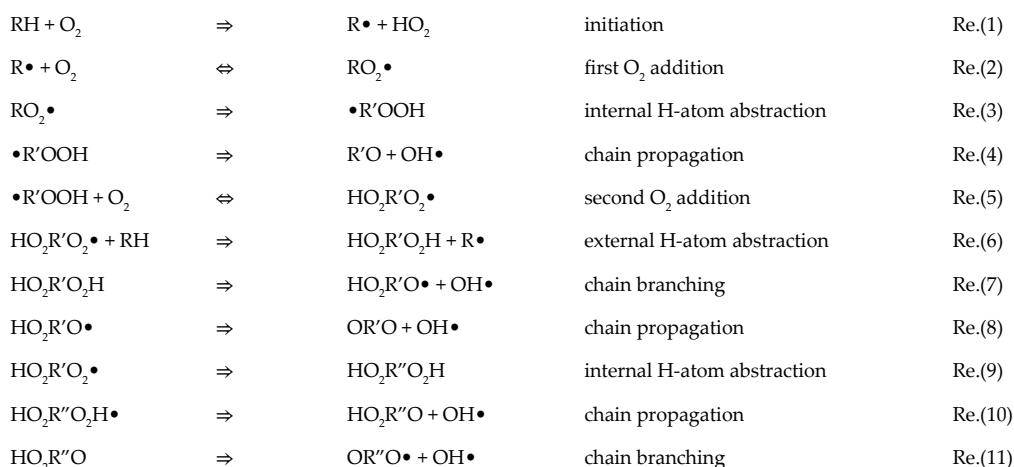 RH + O₂ ⇒ R• + HO₂ initiation Re.(1)
R• + O₂ ⇔ RO₂• first O₂ addition Re.(2)
RO₂• ⇒ •R′OOH internal H-atom abstraction Re.(3)
•R′OOH ⇒ R′O + OH• chain propagation Re.(4)
•R′OOH + O₂ ⇔ HO₂R′O₂• second O₂ addition Re.(5)
HO₂R′O₂• + RH ⇒ HO₂R′O₂H + R• external H-atom abstraction Re.(6)
HO₂R′O₂H ⇒ HO₂R′O• + OH• chain branching Re.(7)
HO₂R′O• ⇒ OR′O + OH• chain propagation Re.(8)
HO₂R′O₂• ⇒ HO₂R″O₂H internal H-atom abstraction Re.(9)
HO₂R″O₂H• ⇒ HO₂R″O + OH• chain propagation Re.(10)
HO₂R″O ⇒ OR″O• + OH• chain branching Re.(11)